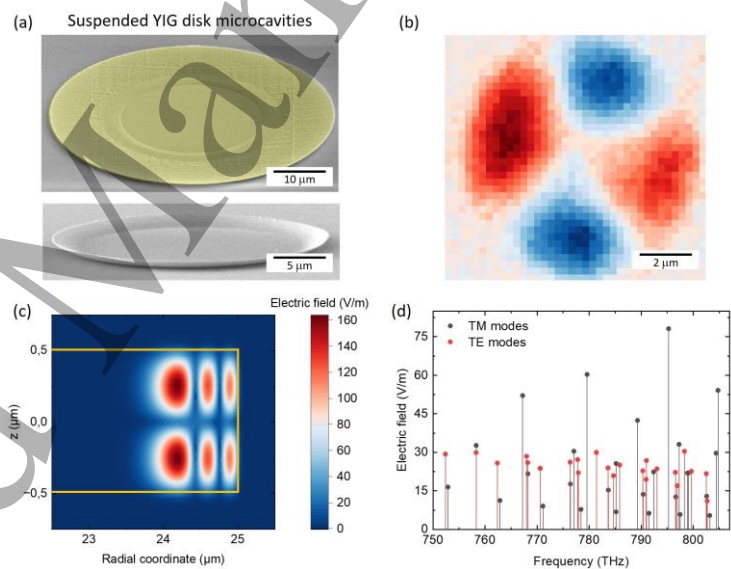 (a)
Suspended YIG disk microcavities
10 μm
5 μm
(b)
2 μm
(c)
Electric field (V/m)
160
140
120
100
80
60
40
20
0
0,5
0,0
−0,5
z (μm)
23
24
25
Radial coordinate (μm)
(d)
TM modes
TE modes
75
60
45
30
15
0
Electric field (V/m)
750
760
770
780
790
800
Frequency (THz)